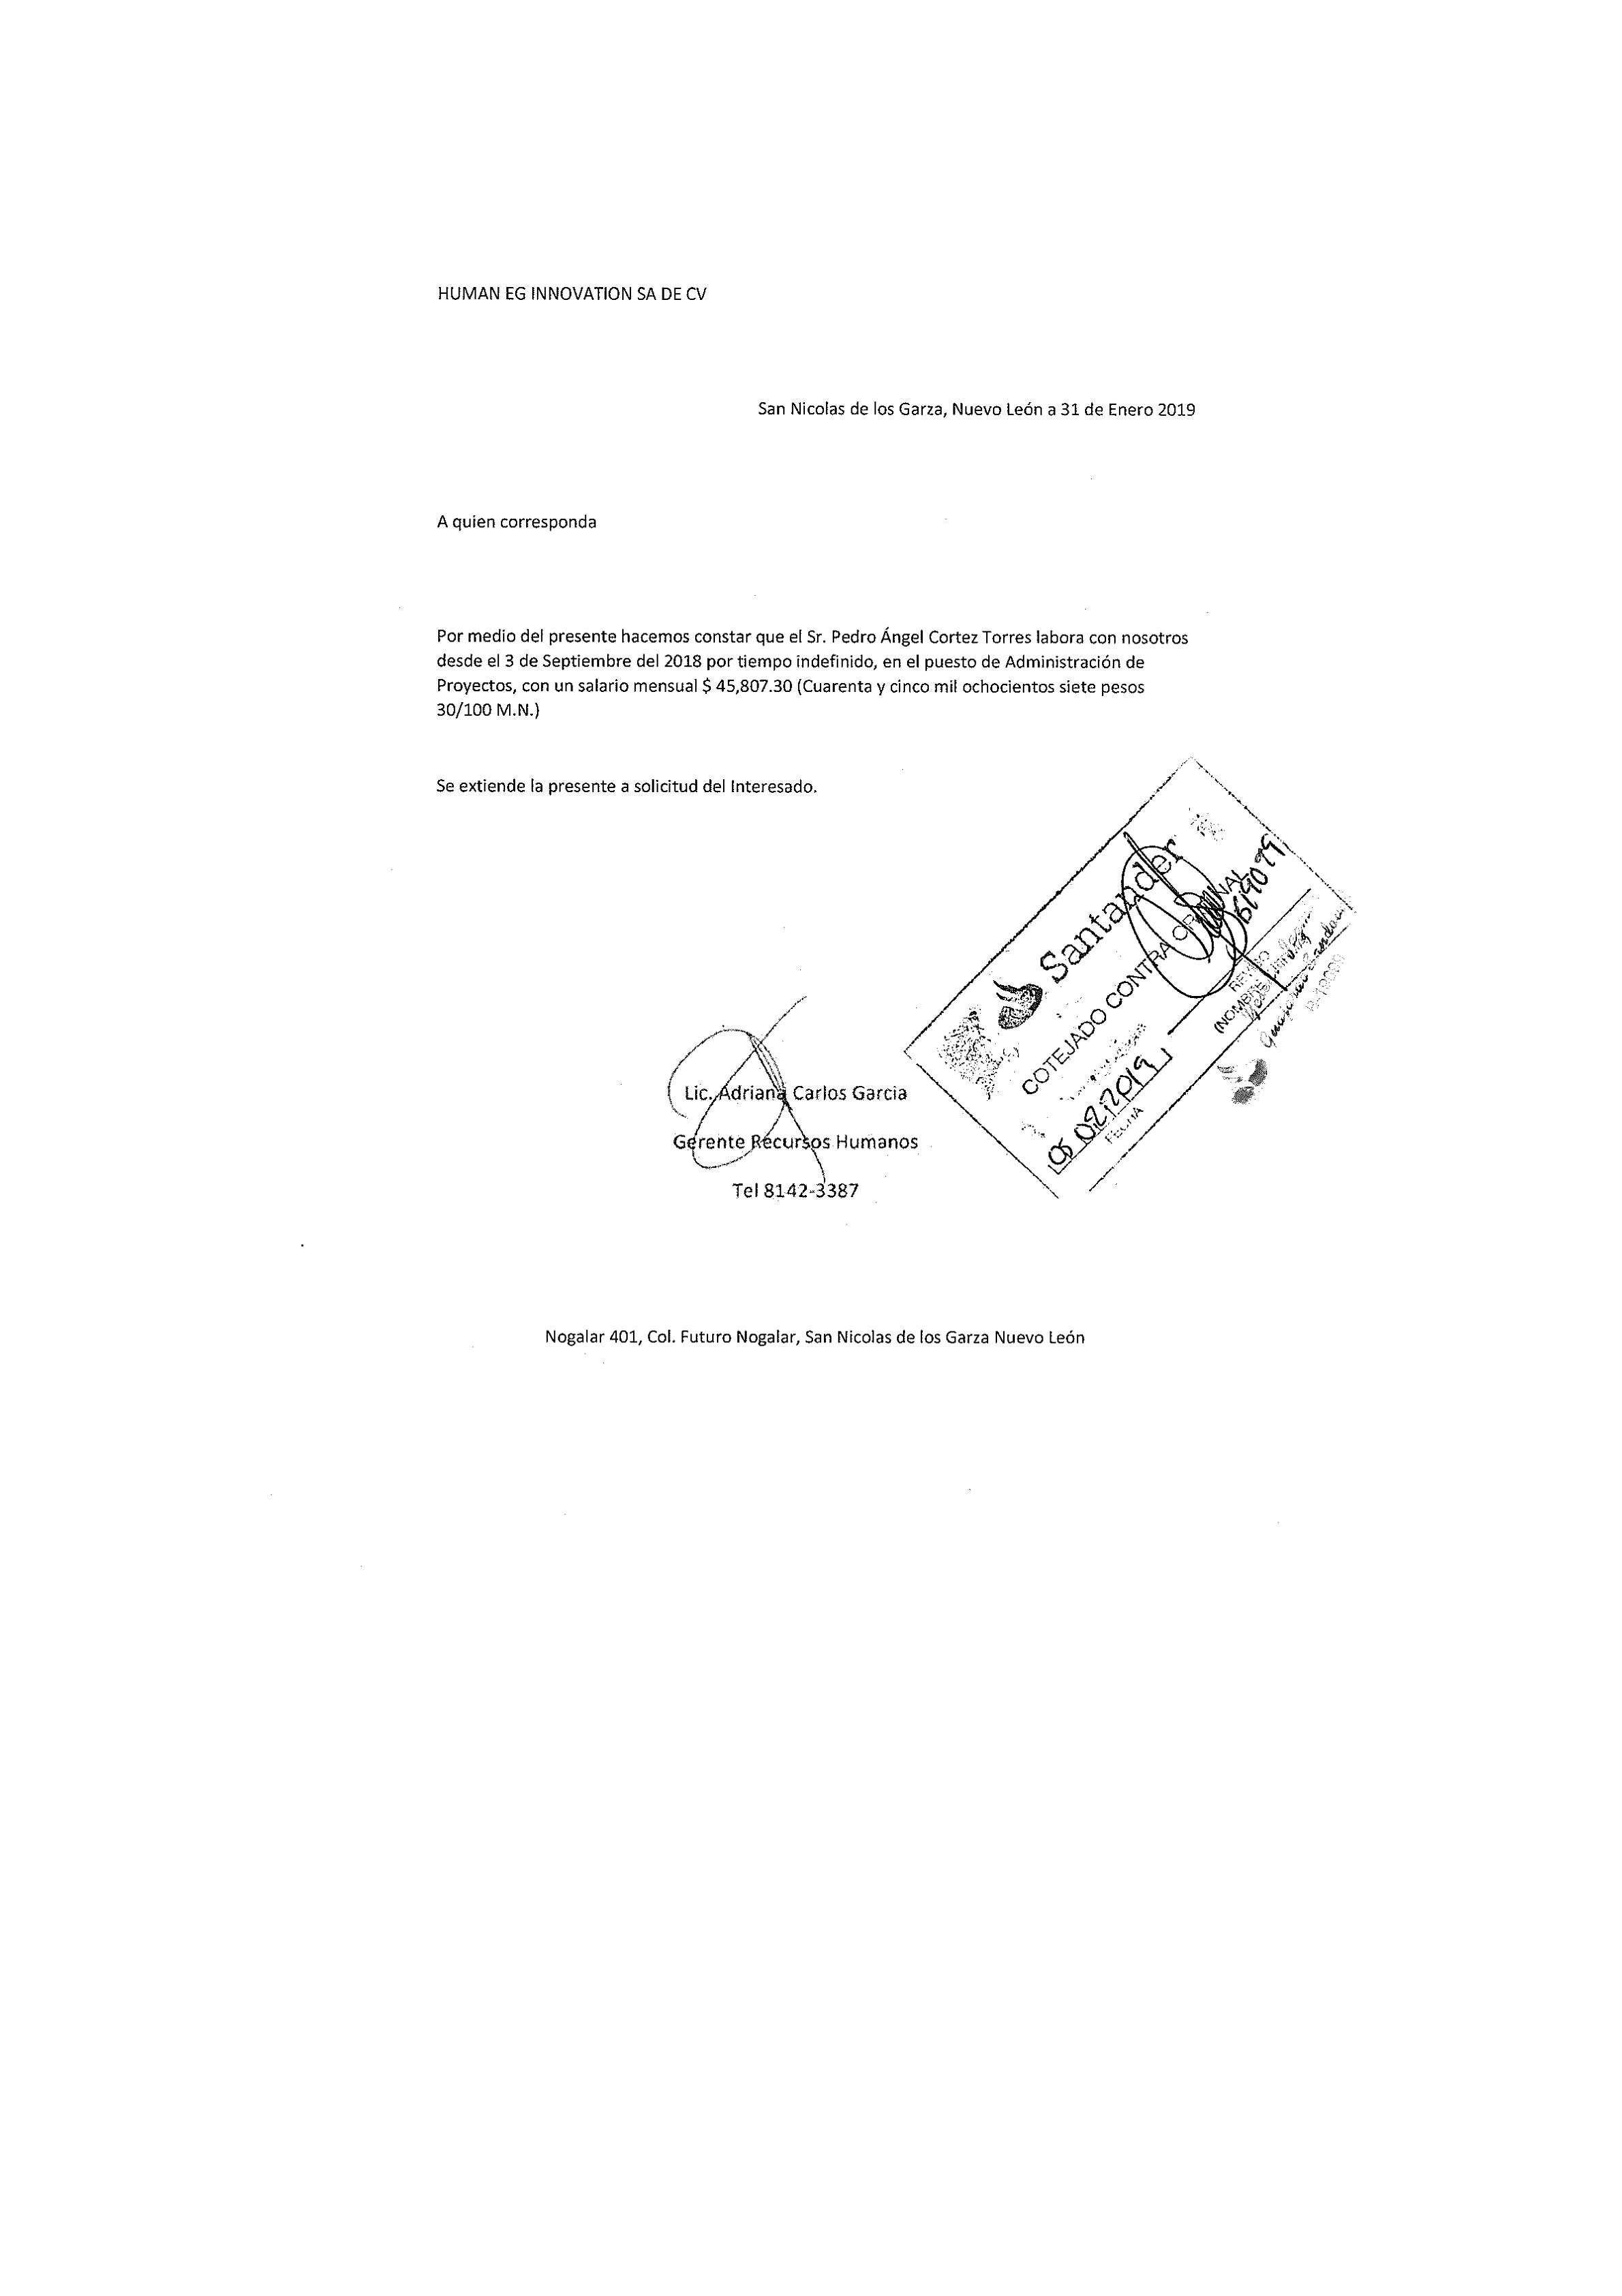 HUMAN EG INNOVATION SA DE CV
San Nicolas de los Garza, Nuevo León a 31 de Enero 2019
A quien corresponda
Por medio del presente hacemos constar que el Sr. Pedro Ángel Cortez Torres labora con nosotros
desde el 3 de Septiembre del 2018 por tiempo indefinido, en el puesto de Administración de
Proyectos, con un salario mensual $ 45,807.30 (Cuarenta y cinco mil ochocientos siete pesos
30/100 M.N.)
Se extiende la presente a solicitud del Interesado.
Santander
COTEJADO CONTRA ORIGINAL
05 02 2019
FECHA
REVISO
(NOMBRE
Lic. Adriana Carlos Garcia
Gerente Recursos Humanos
Tel 8142-3387
Nogalar 401, Col. Futuro Nogalar, San Nicolas de los Garza Nuevo León